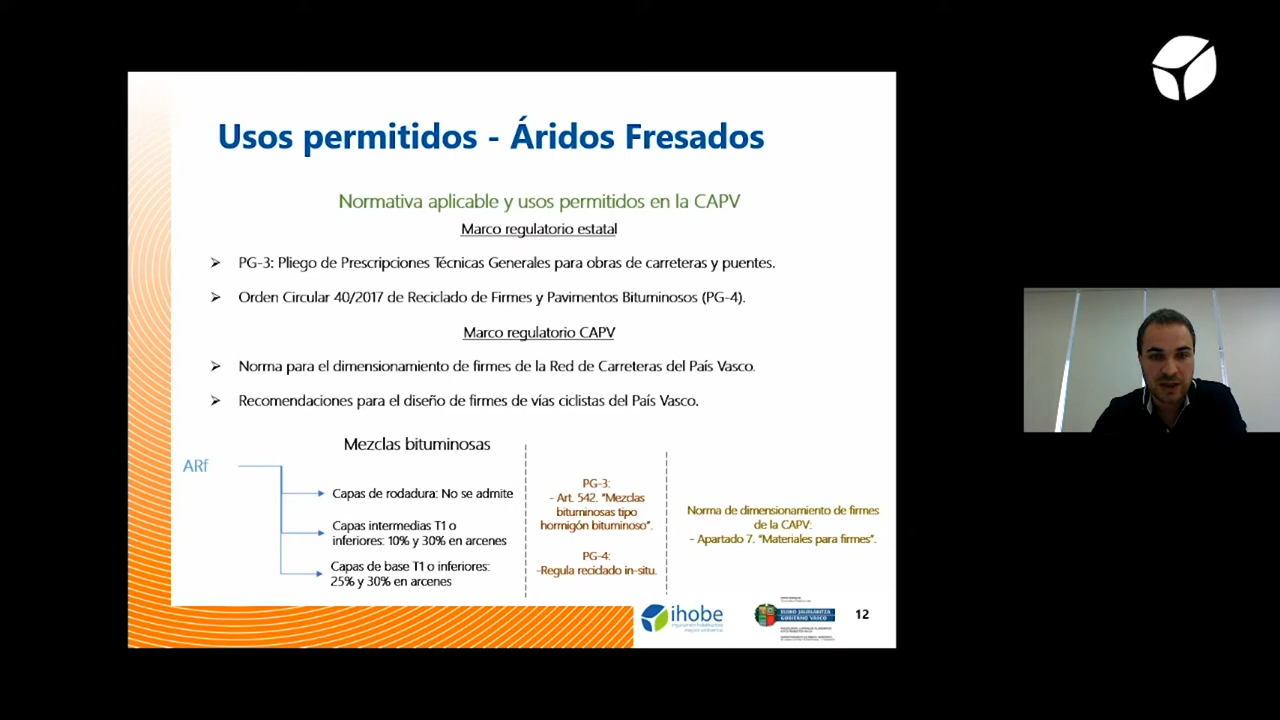 Usos permitidos - Áridos Fresados
Normativa aplicable y usos permitidos en la CAPV
Marco regulatorio estatal
➢ PG-3: Pliego de Prescripciones Técnicas Generales para obras de carreteras y puentes.
➢ Orden Circular 40/2017 de Reciclado de Firmes y Pavimentos Bituminosos (PG-4).
Marco regulatorio CAPV
➢ Norma para el dimensionamiento de firmes de la Red de Carreteras del País Vasco.
➢ Recomendaciones para el diseño de firmes de vías ciclistas del País Vasco.
Mezclas bituminosas
ARf
Capas de rodadura: No se admite
Capas intermedias T1 o
inferiores: 10% y 30% en arcenes
Capas de base T1 o inferiores:
25% y 30% en arcenes
PG-3:
- Art. 542. "Mezclas
bituminosas tipo
hormigón bituminoso".
PG-4:
-Regula reciclado in-situ.
Norma de dimensionamiento de firmes
de la CAPV:
- Apartado 7. "Materiales para firmes".
ihobe
EUSKO JAURLARITZA
GOBIERNO VASCO
12